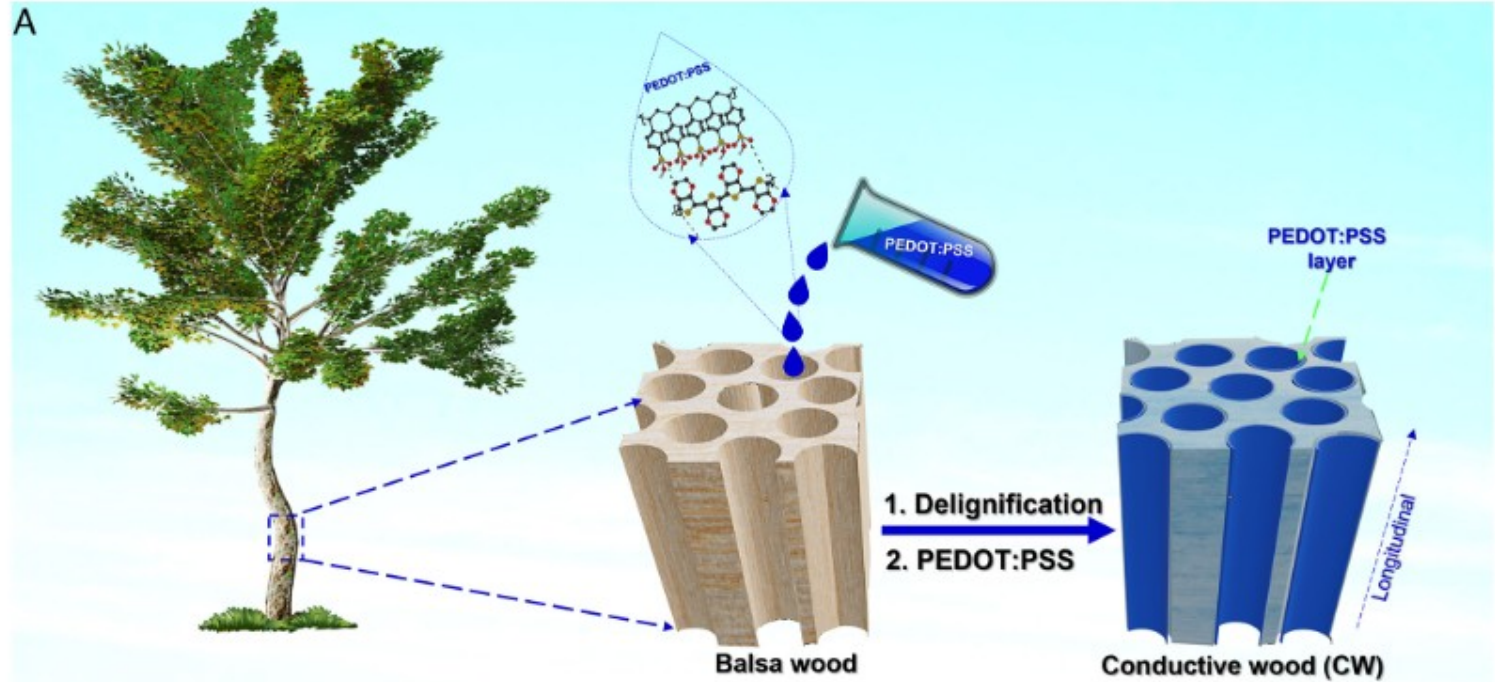 A
PEDOT:PSS
PEDOT:PSS
PEDOT:PSS
layer
1. Delignification
2. PEDOT:PSS
Longitudinal
Balsa wood
Conductive wood (CW)